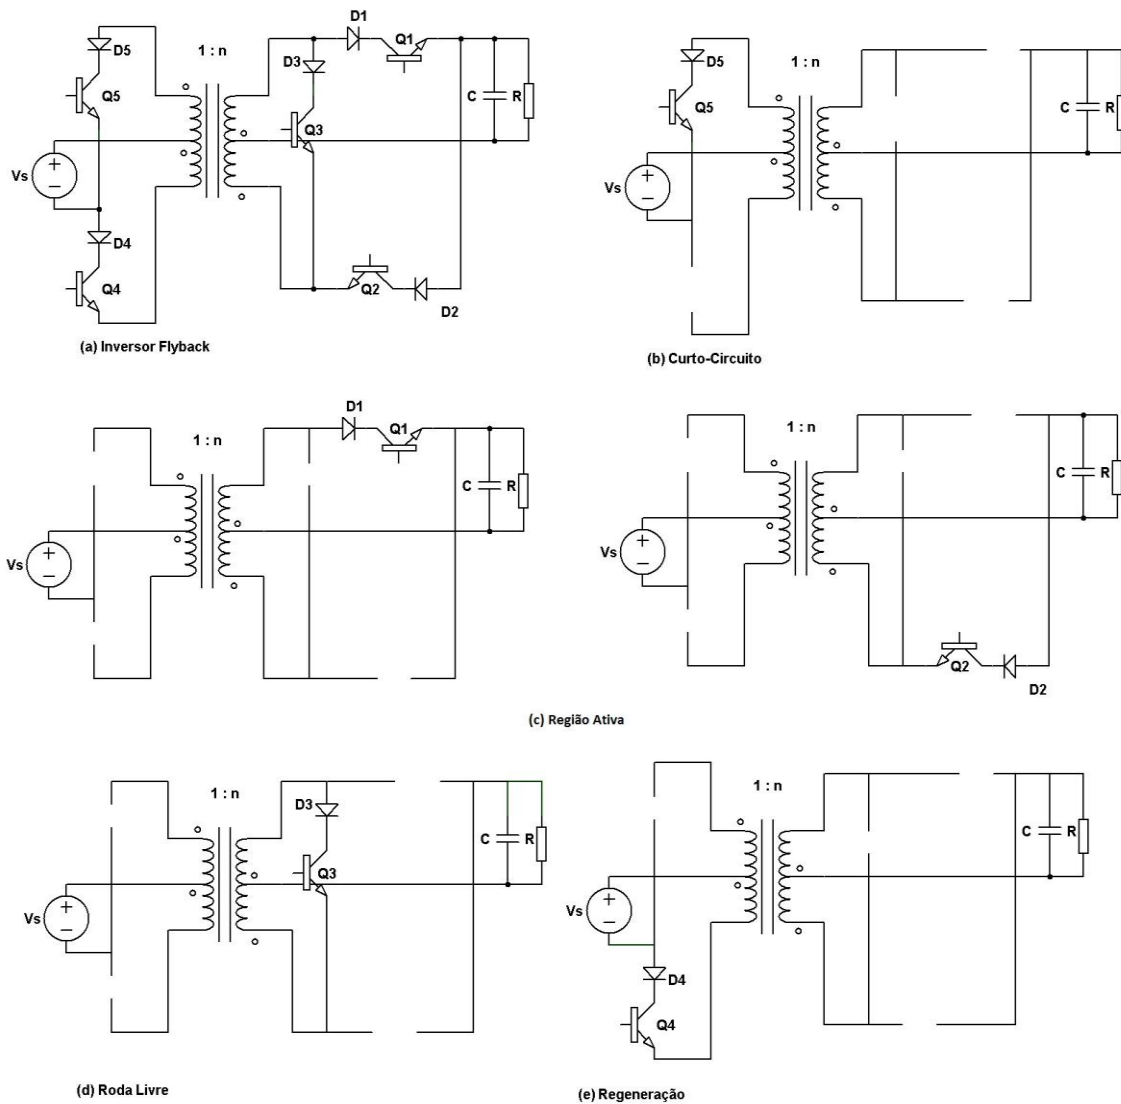 D1
D5
1 : n
Q1
D3
Q5
C
R
Q3
Vs
D4
Q4
Q2
D2
(a) Inversor Flyback
D5
1 : n
Q5
C
R
Vs
(b) Curto-Circuito
D1
1 : n
Q1
C
R
Vs
1 : n
C
R
Vs
Q2
D2
(c) Região Ativa
1 : n
D3
C
R
Q3
Vs
(d) Roda Livre
1 : n
C
R
Vs
D4
Q4
(e) Regeneração